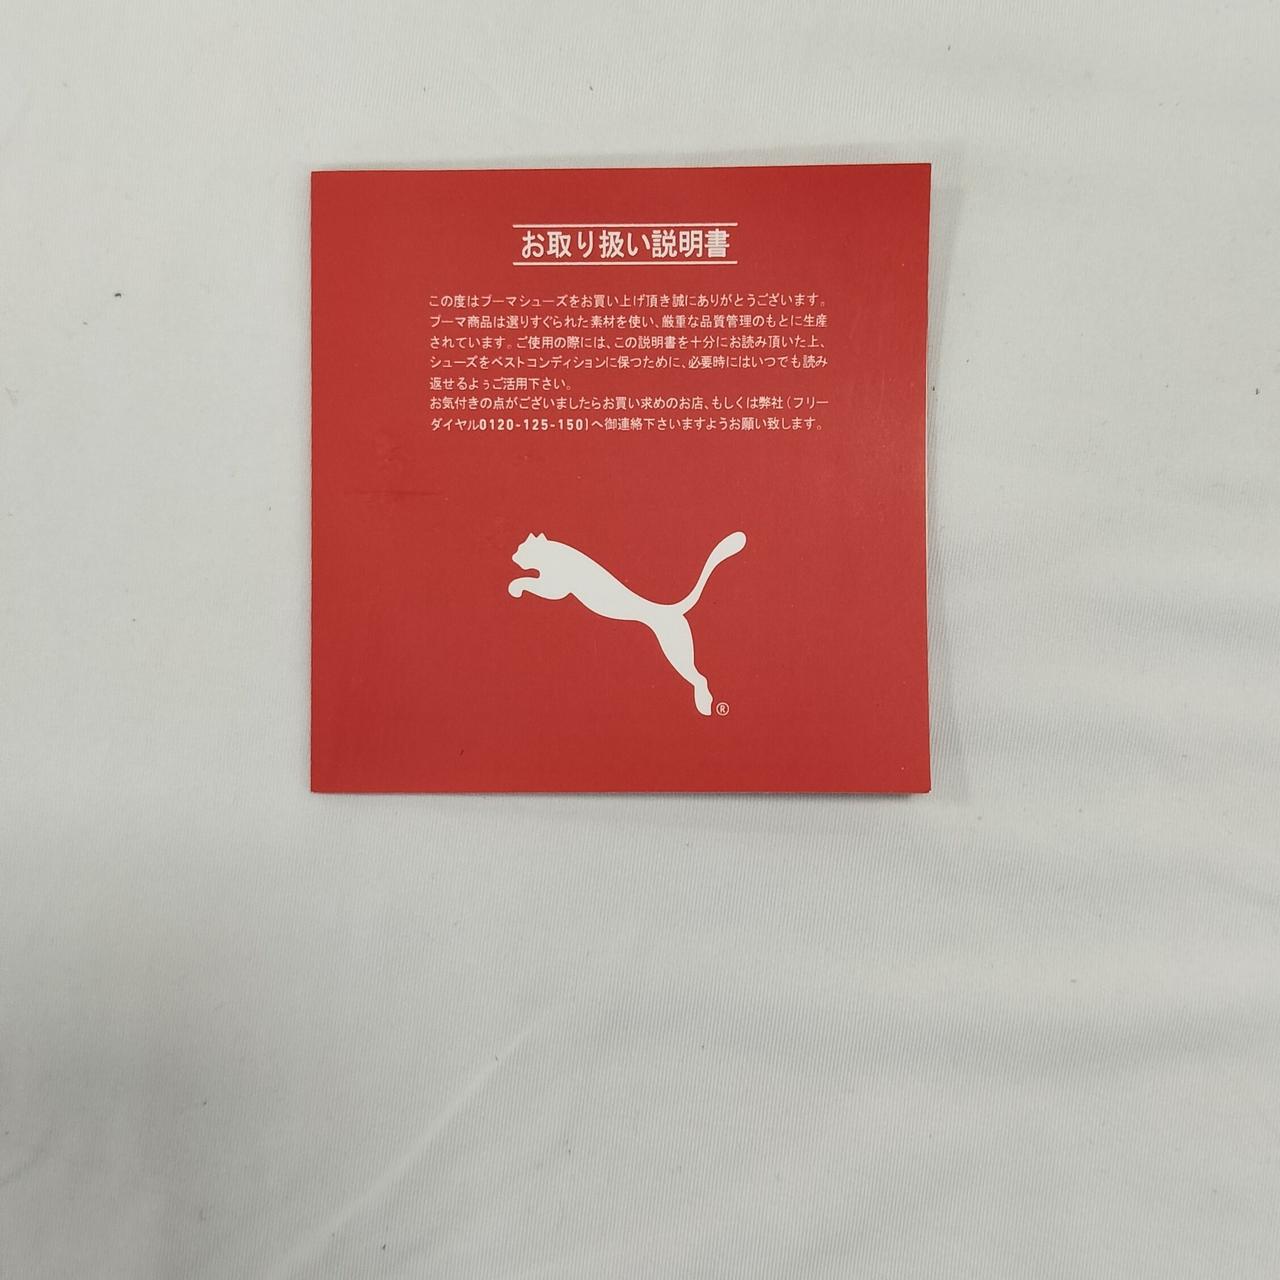 お取り扱い説明書
この度はプーマシューズをお買い上げ頂き誠にありがとうございます。
プーマ商品は選りすぐられた素材を使い、厳重な品質管理のもとに生産
されています。ご使用の際には、この説明書を十分にお読み頂いた上、
シューズをベストコンディションに保つために、必要時にはいつでも読み
返せるようご活用下さい。
お気付きの点がございましたらお買い求めのお店、もしくは弊社(フリー
ダイヤル0120-125-150)へ御連絡下さいますようお願い致します。
®